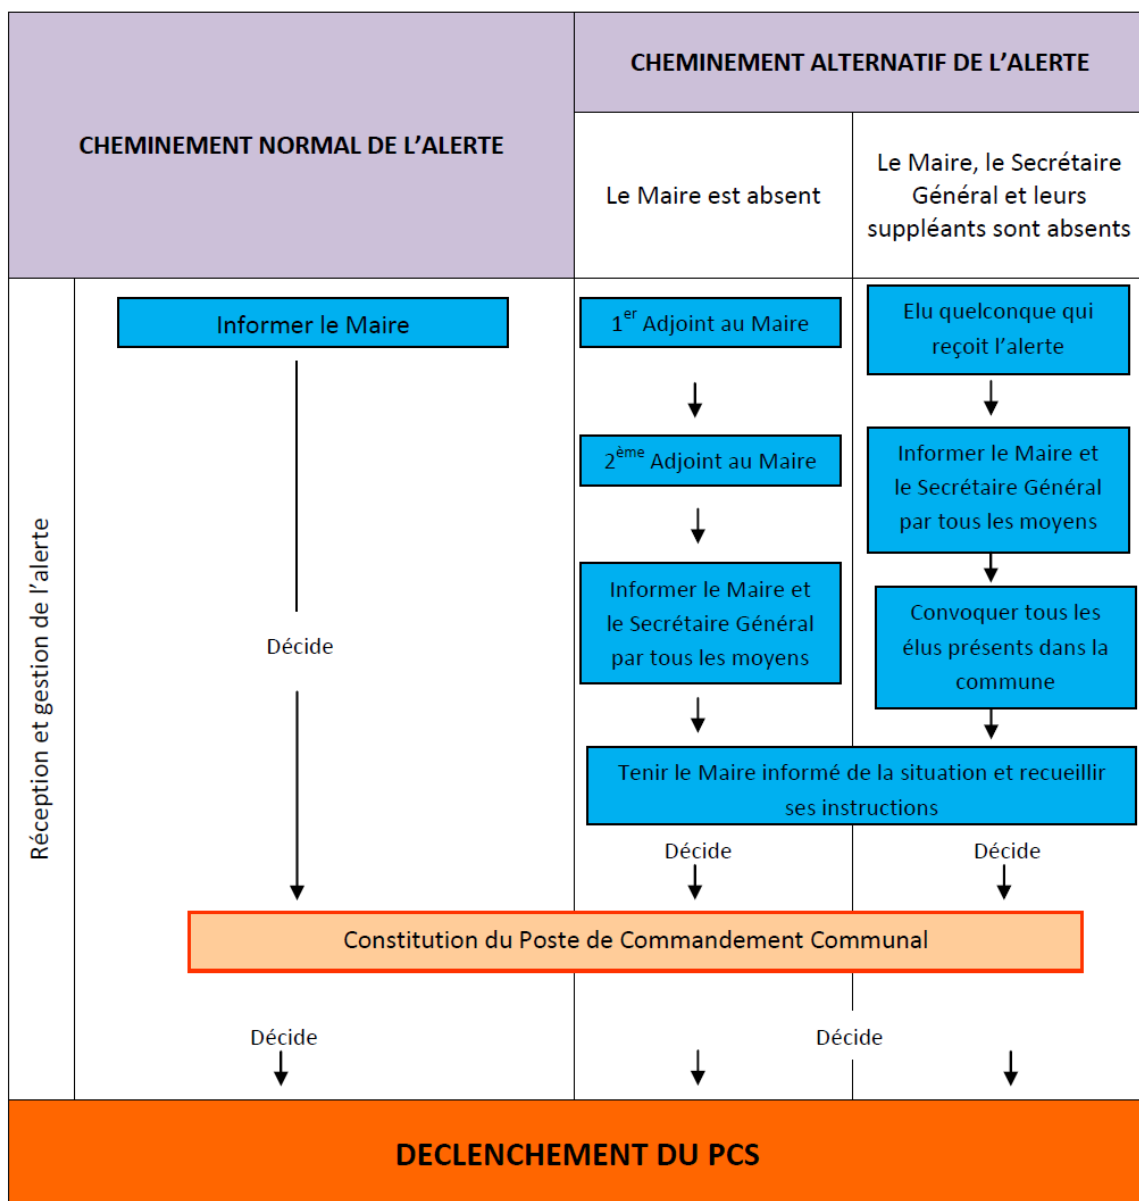 CHEMINEMENT NORMAL DE L'ALERTE
CHEMINEMENT ALTERNATIF DE L'ALERTE
Le Maire est absent
Le Maire, le Secrétaire
Général et leurs
suppléants sont absents
Réception et gestion de l'alerte
Informer le Maire
Décide
1er Adjoint au Maire
2ème Adjoint au Maire
Informer le Maire et
le Secrétaire Général
par tous les moyens
Elu quelconque qui
reçoit l'alerte
Informer le Maire et
le Secrétaire Général
par tous les moyens
Convoquer tous les
élus présents dans la
commune
Tenir le Maire informé de la situation et recueillir
ses instructions
Décide
Décide
Constitution du Poste de Commandement Communal
Décide
Décide
DECLENCHEMENT DU PCS